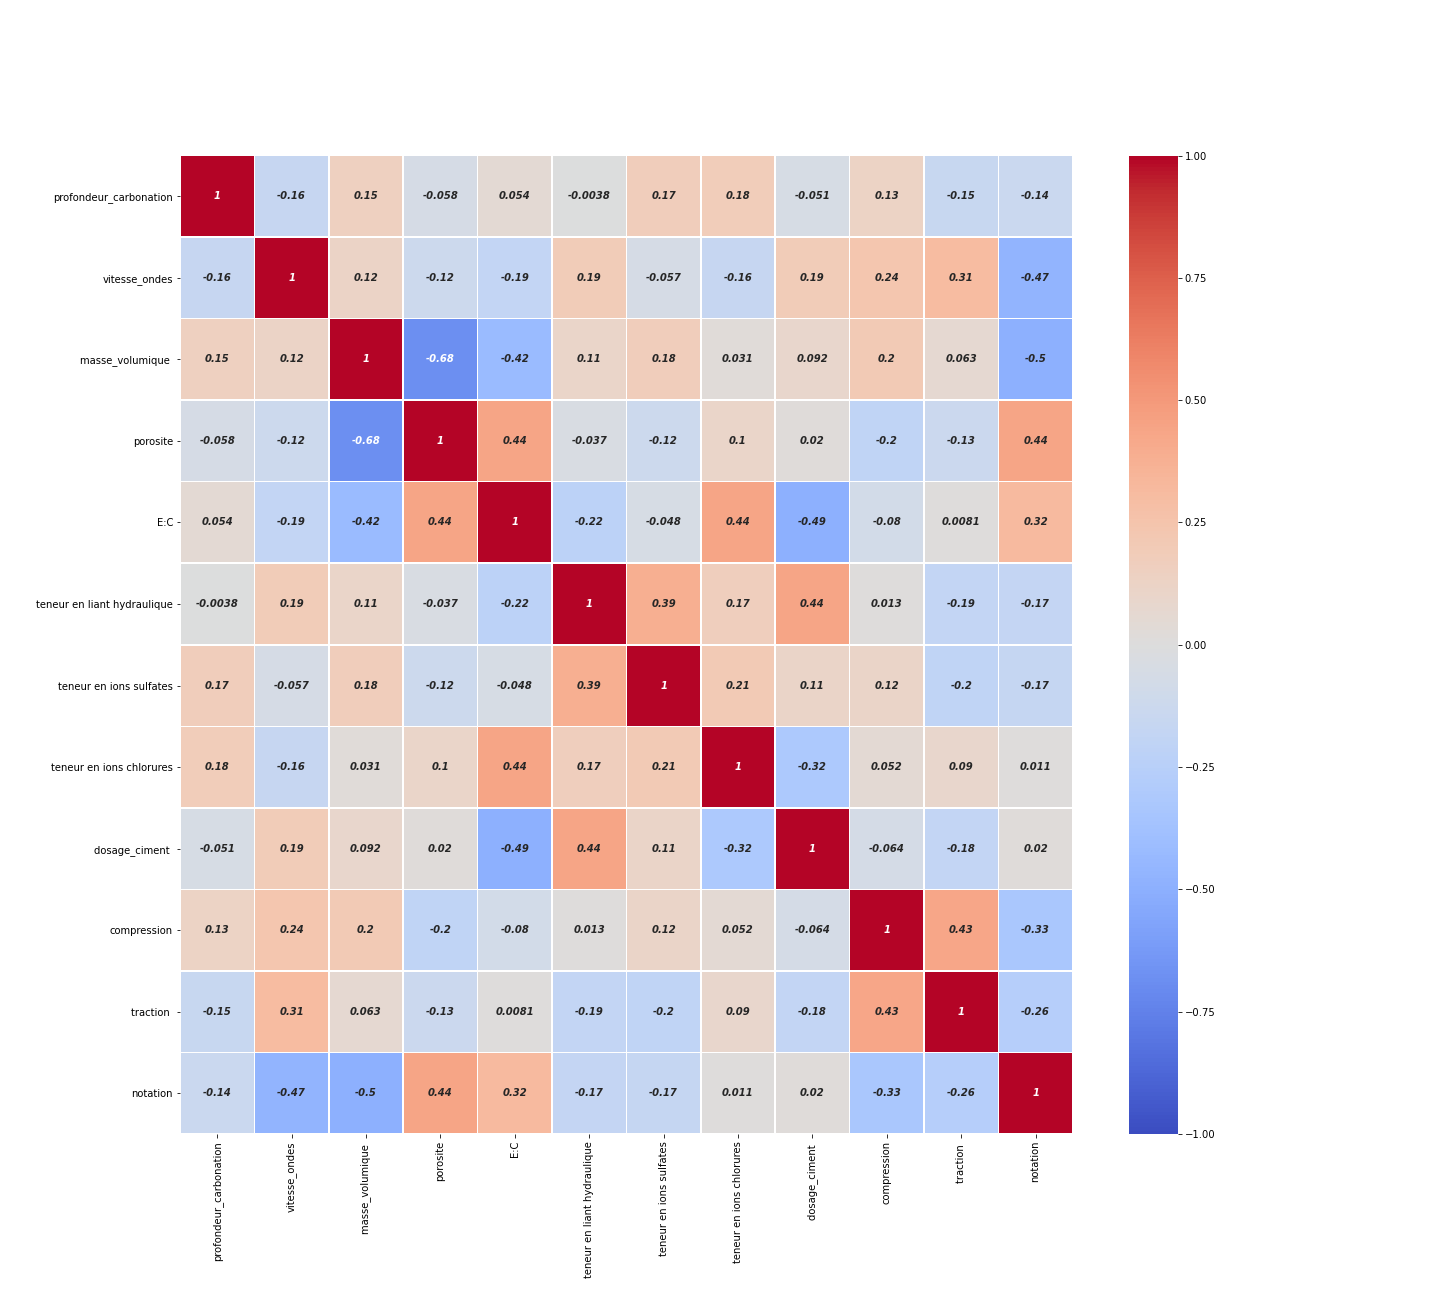 profondeur_carbonation 1 -0.16 0.15 -0.058 0.054 -0.0038 0.17 0.18 -0.051 0.13 -0.15 -0.14
vitesse_ondes -0.16 1 0.12 -0.12 -0.19 0.19 -0.057 -0.16 0.19 0.24 0.31 -0.47
masse_volumique 0.15 0.12 1 -0.68 -0.42 0.11 0.18 0.031 0.092 0.2 0.063 -0.5
porosite -0.058 -0.12 -0.68 1 0.44 -0.037 -0.12 0.1 0.02 -0.2 -0.13 0.44
E:C 0.054 -0.19 -0.42 0.44 1 -0.22 -0.048 0.44 -0.49 -0.08 0.0081 0.32
teneur en liant hydraulique -0.0038 0.19 0.11 -0.037 -0.22 1 0.39 0.17 0.44 0.013 -0.19 -0.17
teneur en ions sulfates 0.17 -0.057 0.18 -0.12 -0.048 0.39 1 0.21 0.11 0.12 -0.2 -0.17
teneur en ions chlorures 0.18 -0.16 0.031 0.1 0.44 0.17 0.21 1 -0.32 0.052 0.09 0.011
dosage_ciment -0.051 0.19 0.092 0.02 -0.49 0.44 0.11 -0.32 1 -0.064 -0.18 0.02
compression 0.13 0.24 0.2 -0.2 -0.08 0.013 0.12 0.052 -0.064 1 0.43 -0.33
traction -0.15 0.31 0.063 -0.13 0.0081 -0.19 -0.2 0.09 -0.18 0.43 1 -0.26
notation -0.14 -0.47 -0.5 0.44 0.32 -0.17 -0.17 0.011 0.02 -0.33 -0.26 1
profondeur_carbonation
vitesse_ondes
masse_volumique
porosite
E:C
teneur en liant hydraulique
teneur en ions sulfates
teneur en ions chlorures
dosage_ciment
compression
traction
notation
1.00
0.75
0.50
0.25
0.00
−0.25
−0.50
−0.75
−1.00